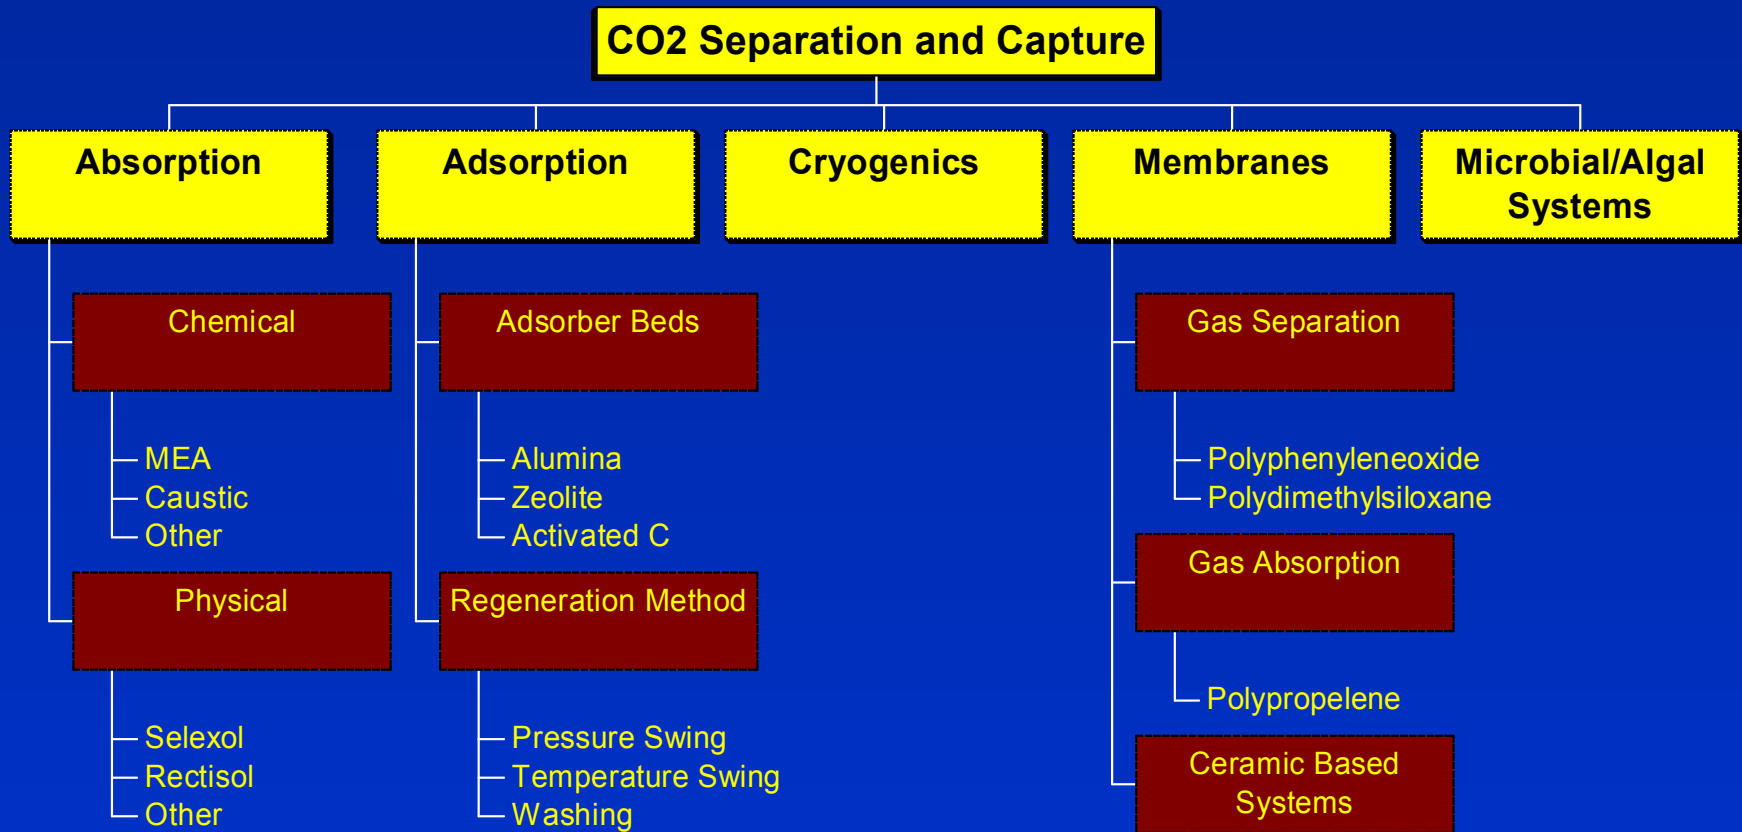 CO2 Separation and Capture
Absorption
Adsorption
Cryogenics
Membranes
Microbial/Algal
Systems
Chemical
MEA
Caustic
Other
Physical
Selexol
Rectisol
Other
Adsorber Beds
Alumina
Zeolite
Activated C
Regeneration Method
Pressure Swing
Temperature Swing
Washing
Gas Separation
Polyphenyleneoxide
Polydimethylsiloxane
Gas Absorption
Polypropelene
Ceramic Based
Systems